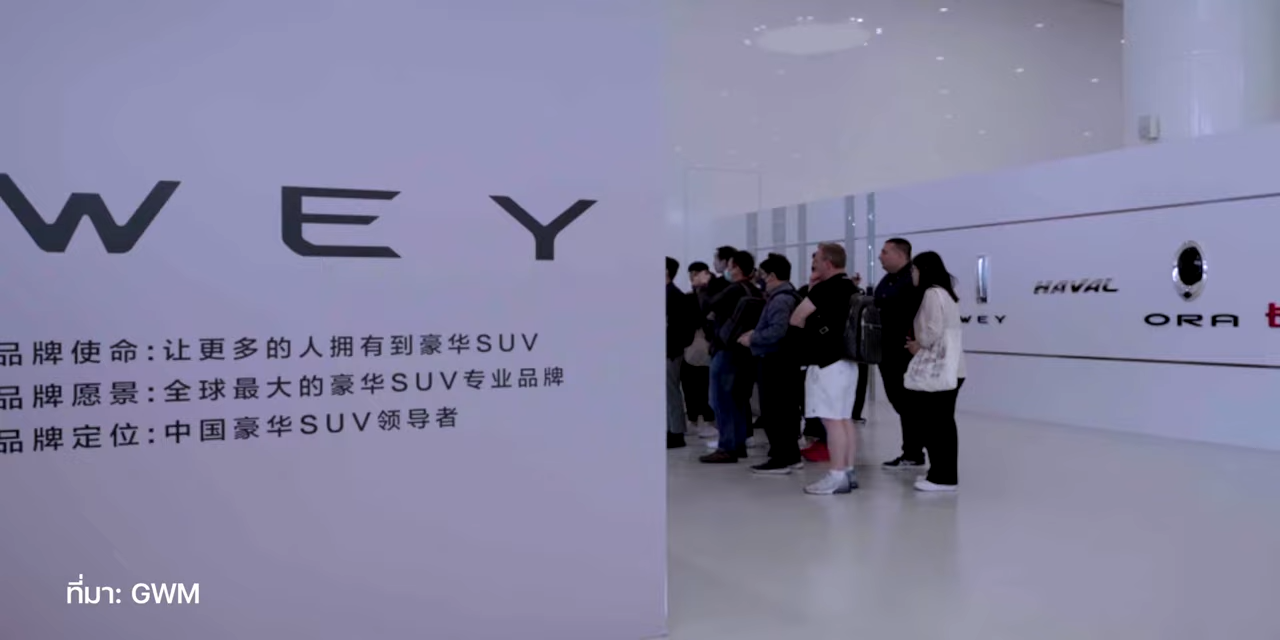 WEY
品牌使命:让更多的人拥有到豪华SUV
品牌愿景:全球最大的豪华SUV专业品牌
品牌定位:中国豪华SUV领导者
WEY
HAVAL
ORA
ที่มา: GWM